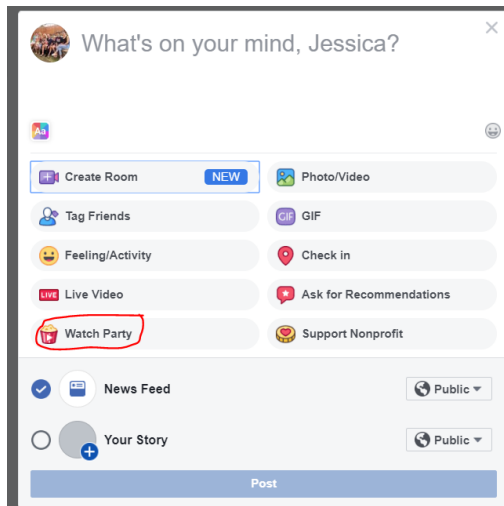 What's on your mind, Jessica?
Aa
Create Room NEW
Photo/Video
Tag Friends
GIF GIF
Feeling/Activity
Check in
LIVE Live Video
Ask for Recommendations
Watch Party
Support Nonprofit
News Feed
Public
Your Story
Public
Post